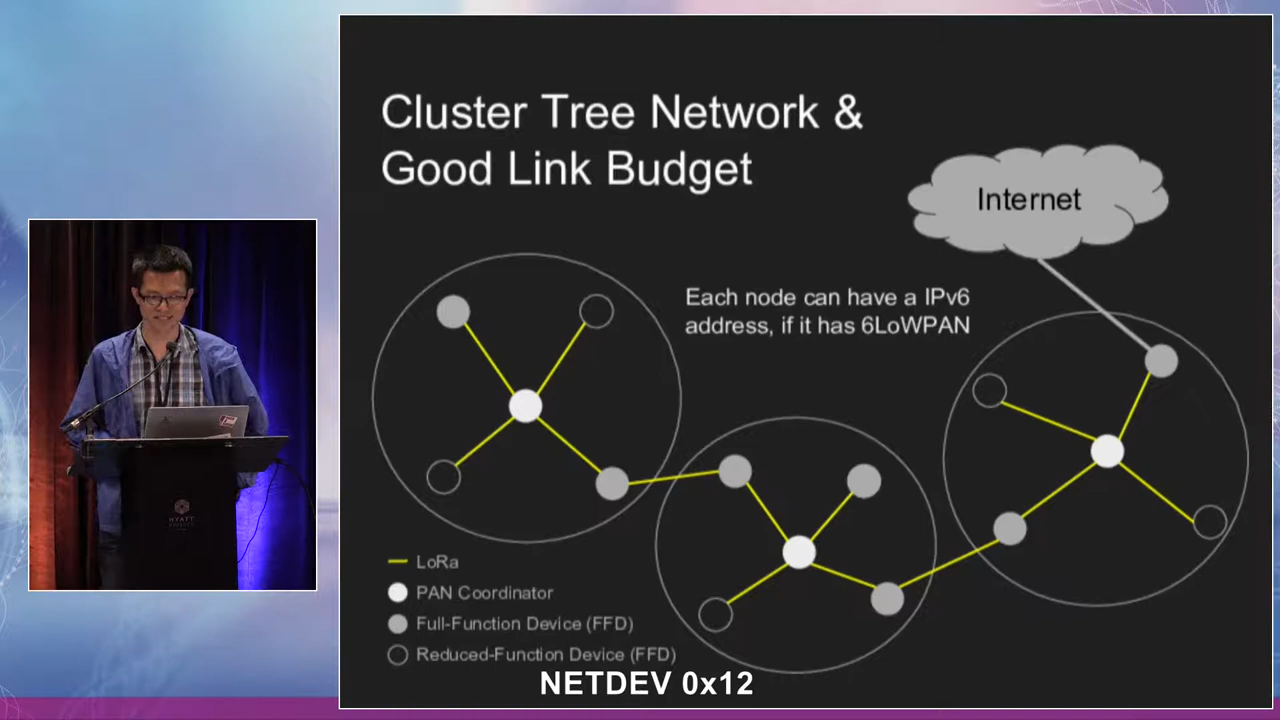 Cluster Tree Network &
Good Link Budget
Internet
Each node can have a IPv6
address, if it has 6LoWPAN
LoRa
PAN Coordinator
Full-Function Device (FFD)
Reduced-Function Device (FFD)
NETDEV 0x12
HYATT